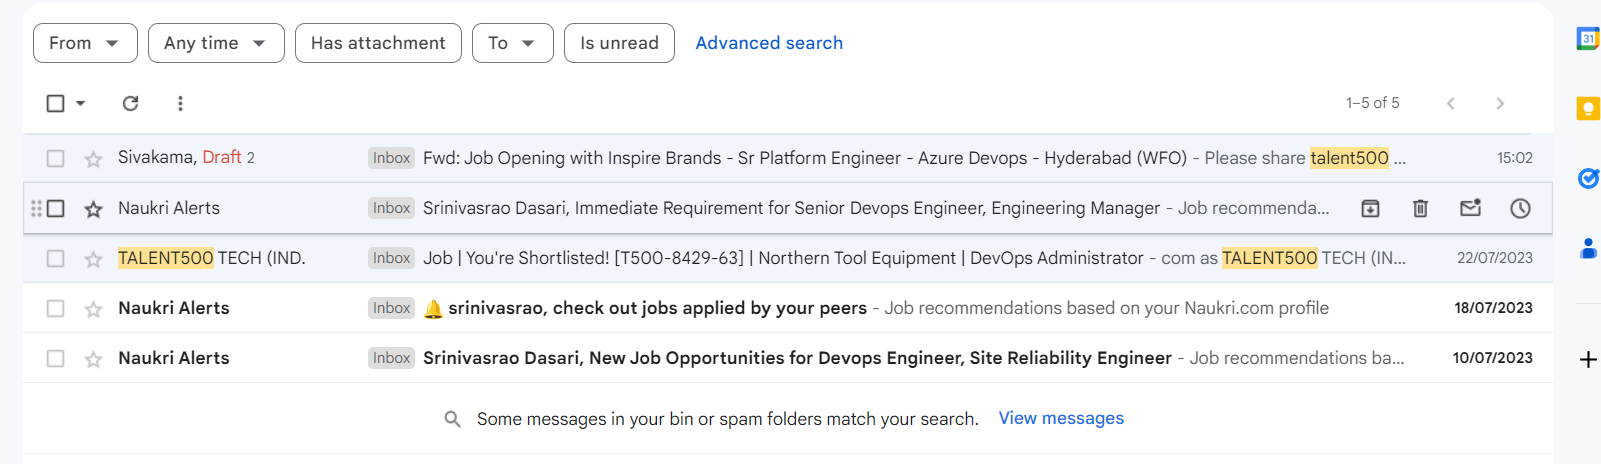 From Any time Has attachment To Is unread Advanced search
1–5 of 5
Sivakama, Draft 2 Inbox Fwd: Job Opening with Inspire Brands - Sr Platform Engineer - Azure Devops - Hyderabad (WFO) - Please share talent500 ... 15:02
Naukri Alerts Inbox Srinivasrao Dasari, Immediate Requirement for Senior Devops Engineer, Engineering Manager - Job recommenda...
TALENT500 TECH (IND. Inbox Job | You're Shortlisted! [T500-8429-63] | Northern Tool Equipment | DevOps Administrator - com as TALENT500 TECH (IN... 22/07/2023
Naukri Alerts Inbox 🔔 srinivasrao, check out jobs applied by your peers - Job recommendations based on your Naukri.com profile 18/07/2023
Naukri Alerts Inbox Srinivasrao Dasari, New Job Opportunities for Devops Engineer, Site Reliability Engineer - Job recommendations ba... 10/07/2023
Some messages in your bin or spam folders match your search. View messages
31